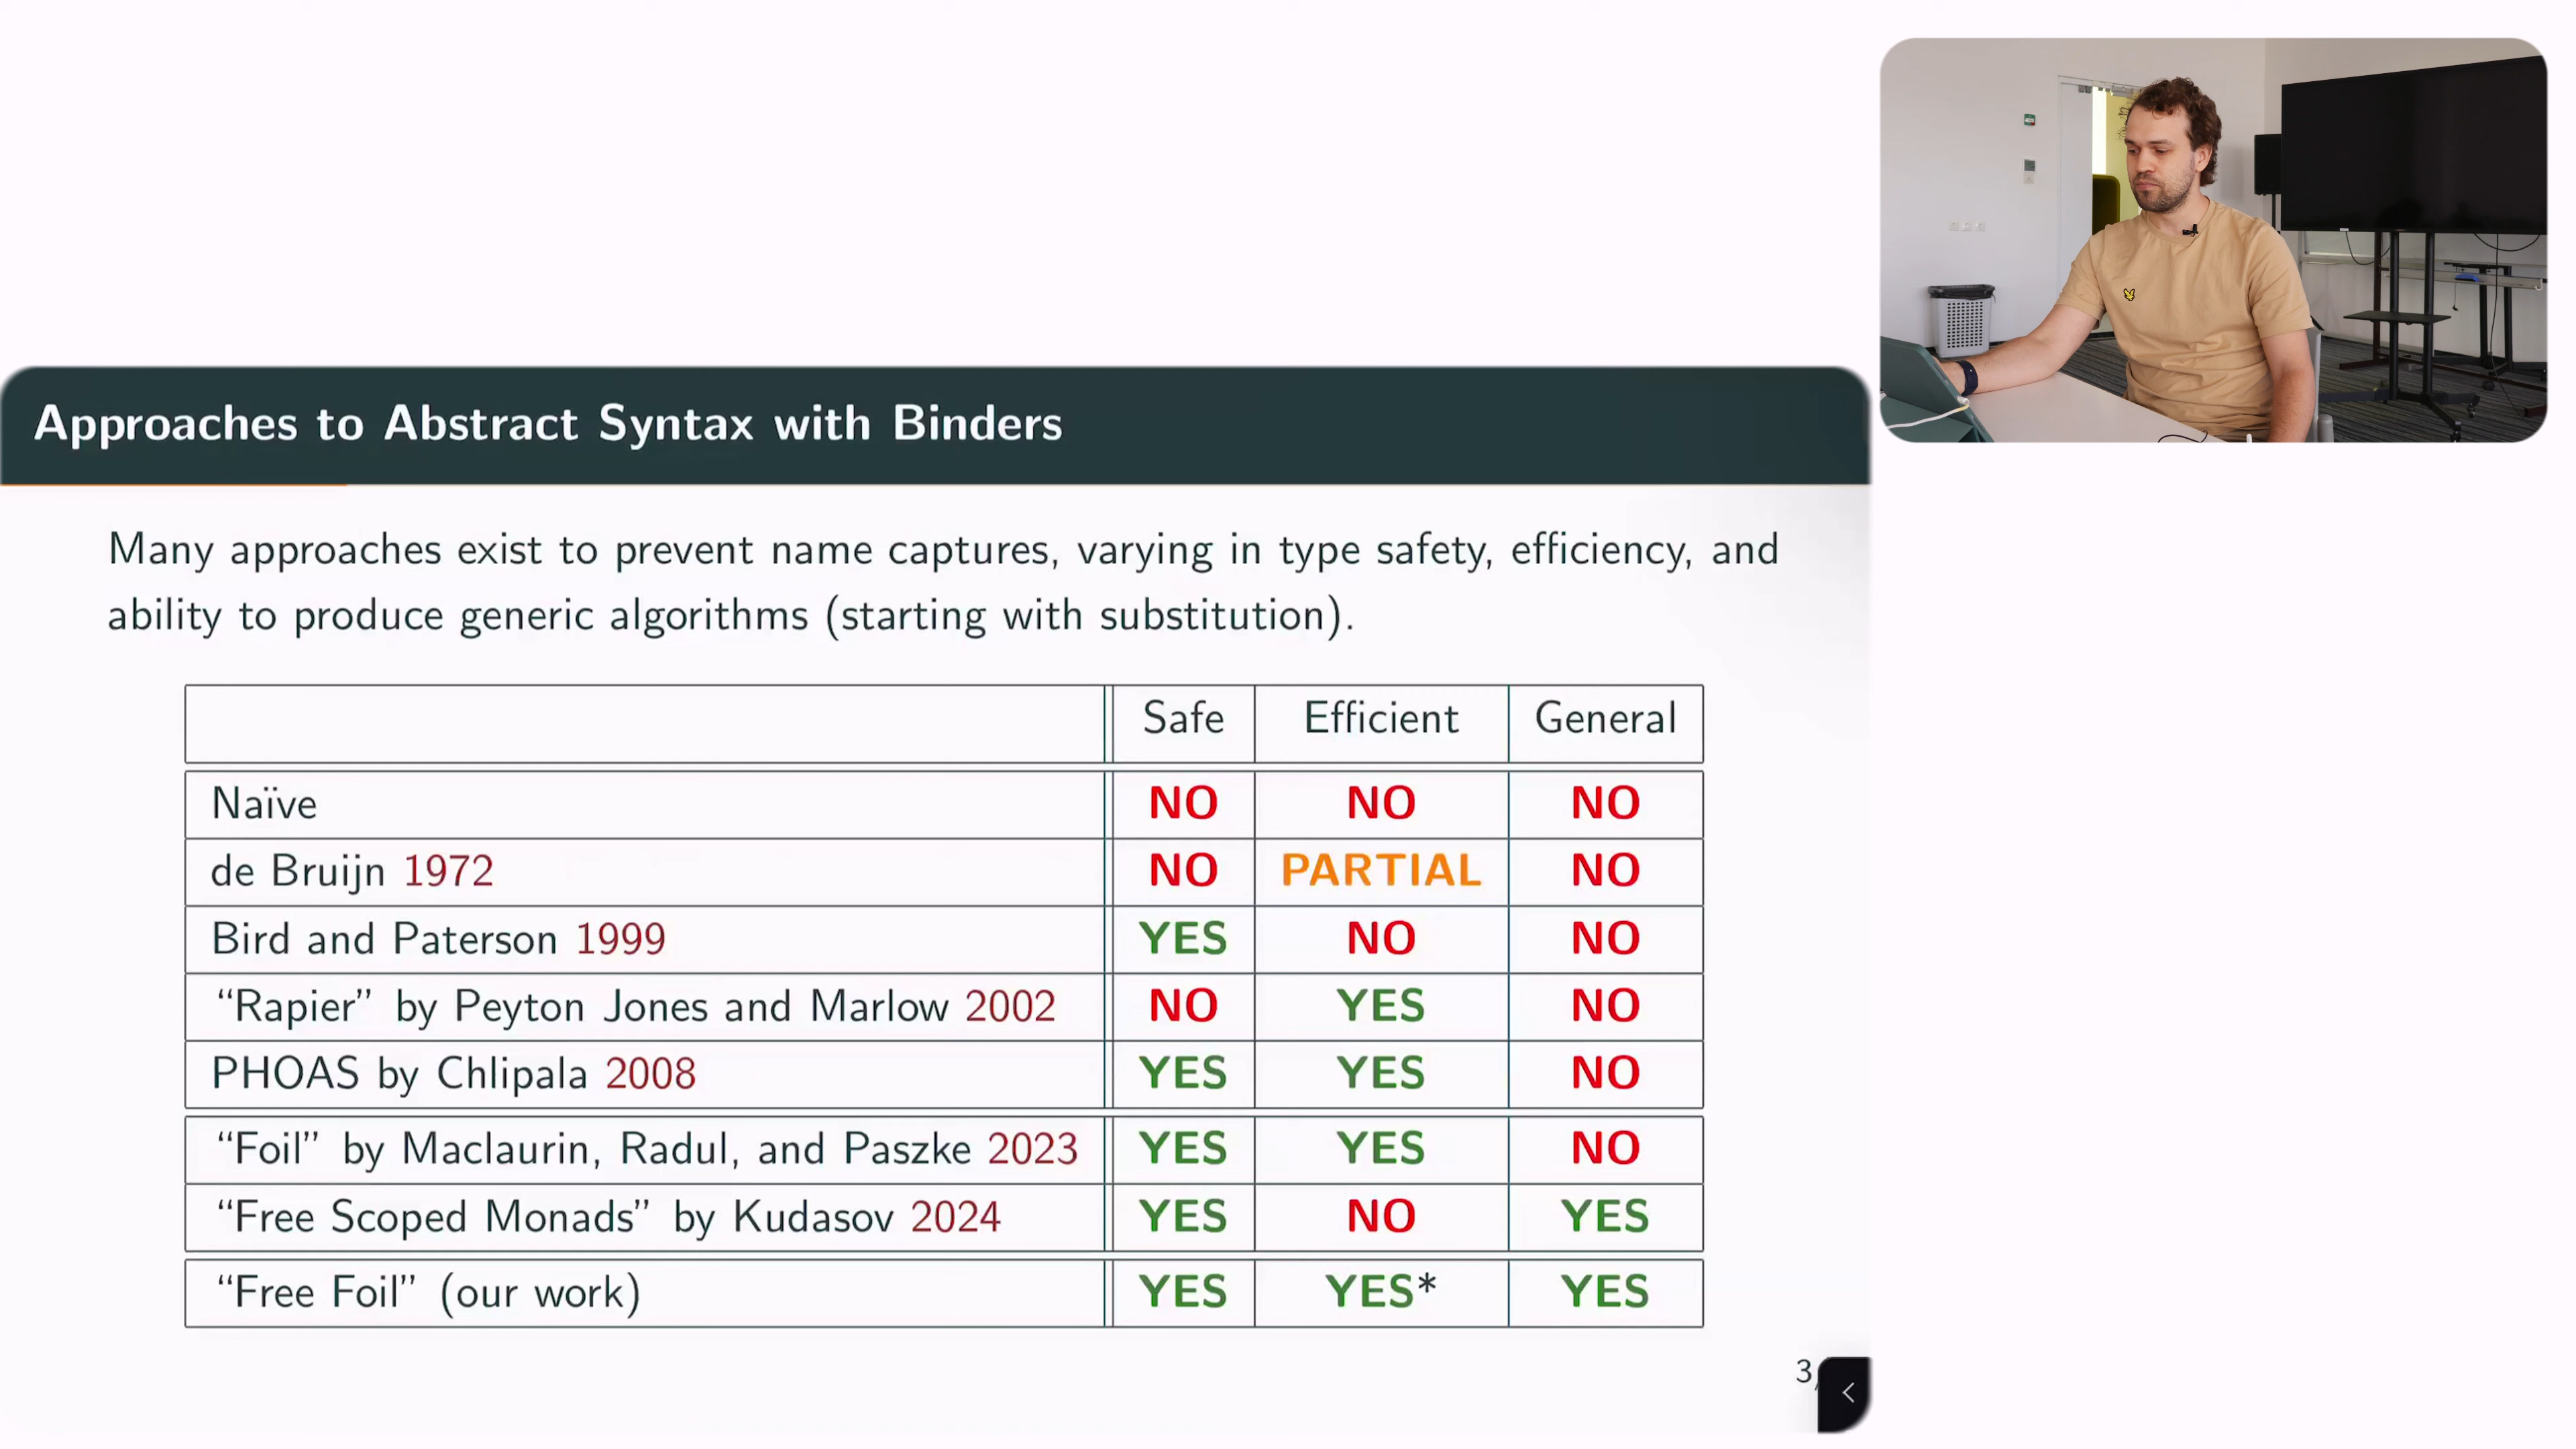 Approaches to Abstract Syntax with Binders
Many approaches exist to prevent name captures, varying in type safety, efficiency, and
ability to produce generic algorithms (starting with substitution).
Safe Efficient General
Naïve NO NO NO
de Bruijn 1972 NO PARTIAL NO
Bird and Paterson 1999 YES NO NO
“Rapier” by Peyton Jones and Marlow 2002 NO YES NO
PHOAS by Chlipala 2008 YES YES NO
“Foil” by Maclaurin, Radul, and Paszke 2023 YES YES NO
“Free Scoped Monads” by Kudasov 2024 YES NO YES
“Free Foil” (our work) YES YES* YES
3